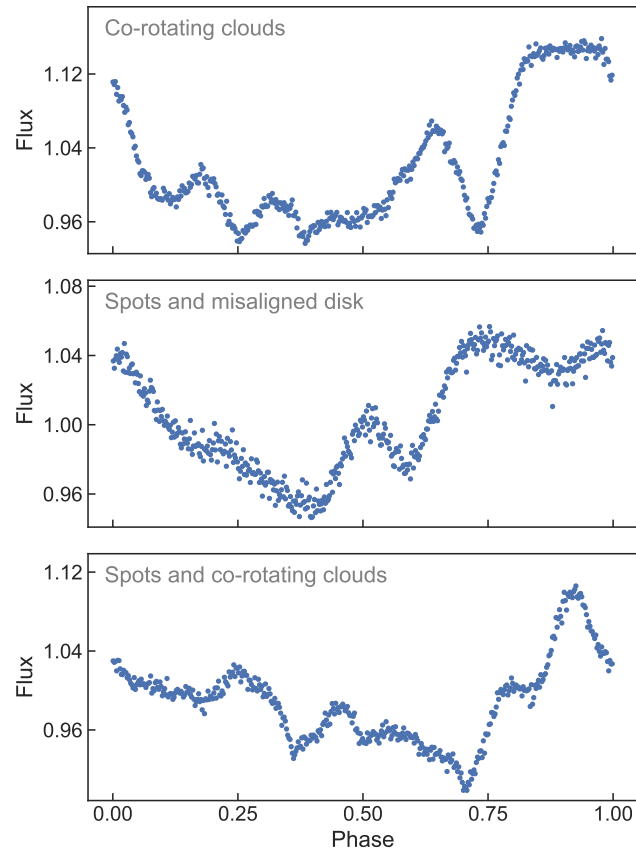 Co-rotating clouds
1.12
1.04
0.96
Flux
Spots and misaligned disk
1.08
1.04
1.00
0.96
Flux
Spots and co-rotating clouds
1.12
1.04
0.96
Flux
0.00 0.25 0.50 0.75 1.00
Phase